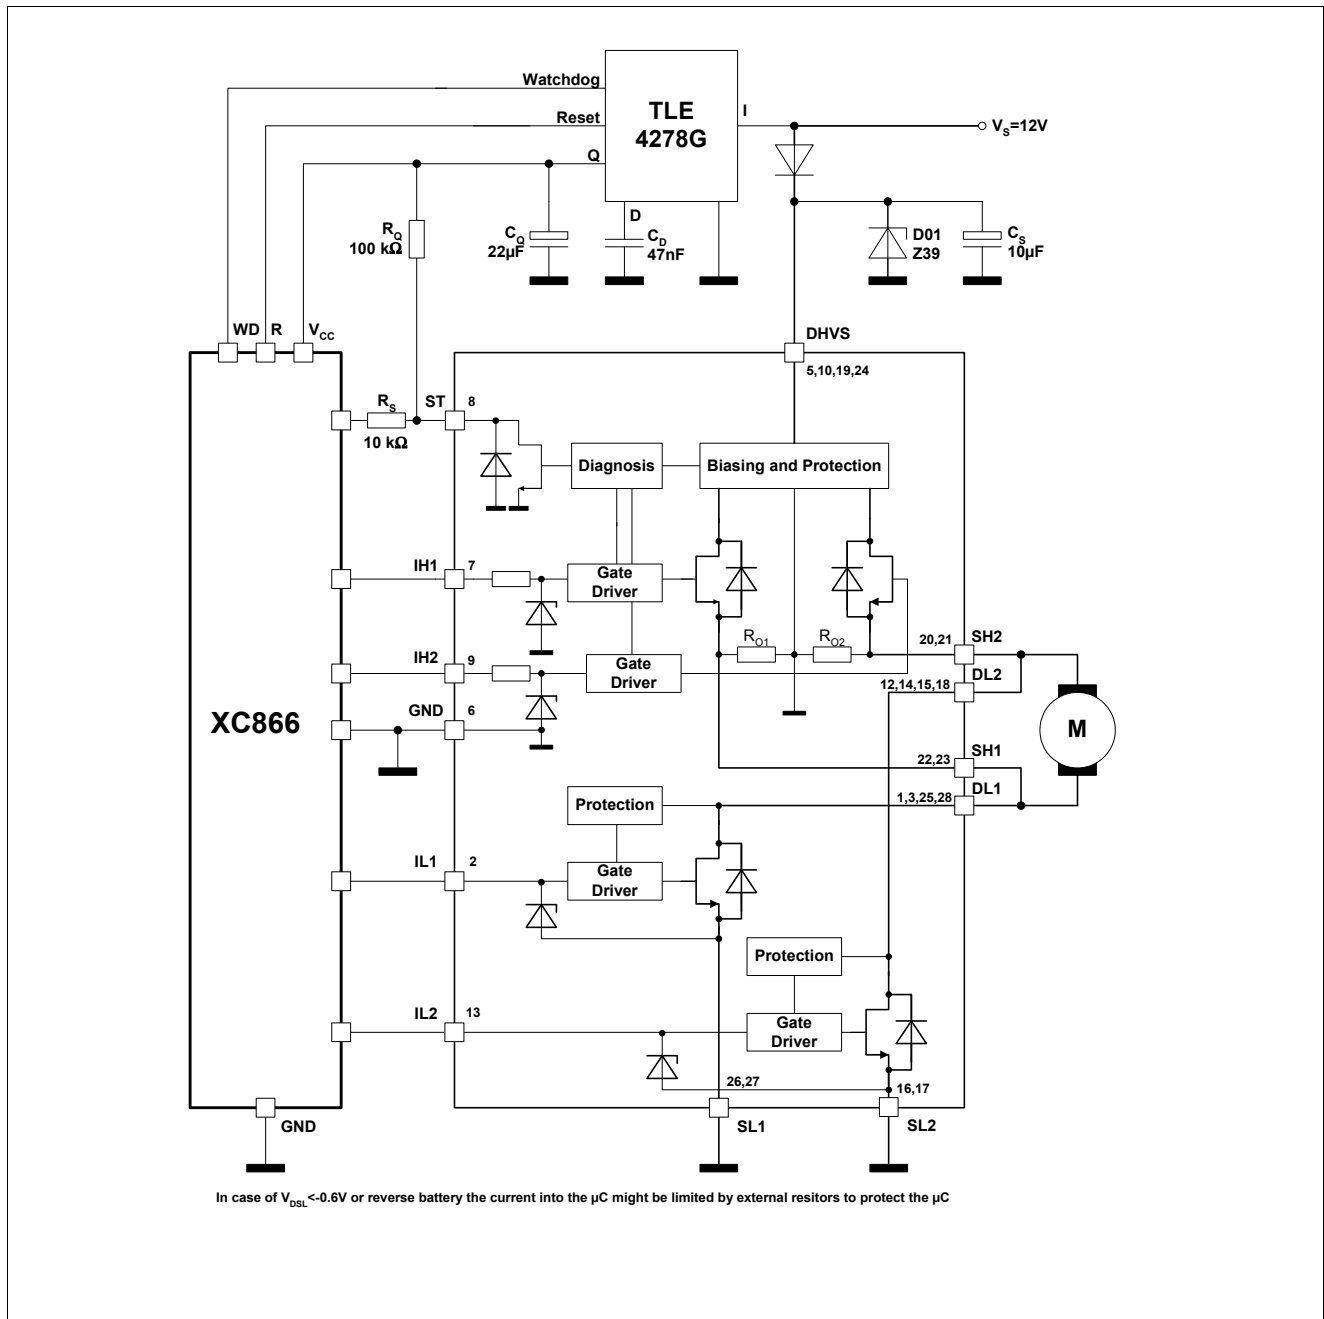 Watchdog
Reset
Q
TLE
4278G
I
V_S=12V
D
R_Q
100 kΩ
C_Q
22µF
C_D
47nF
D01
Z39
C_S
10µF
WD
R
V_CC
DHVS
5,10,19,24
R_S
10 kΩ
ST
8
Diagnosis
Biasing and Protection
IH1
7
Gate
Driver
R_O1
R_O2
20,21
SH2
IH2
9
Gate
Driver
12,14,15,18
DL2
GND
6
XC866
M
22,23
SH1
1,3,25,28
DL1
Protection
IL1
2
Gate
Driver
Protection
IL2
13
Gate
Driver
26,27
16,17
GND
SL1
SL2
In case of V_DSL<-0.6V or reverse battery the current into the µC might be limited by external resitors to protect the µC